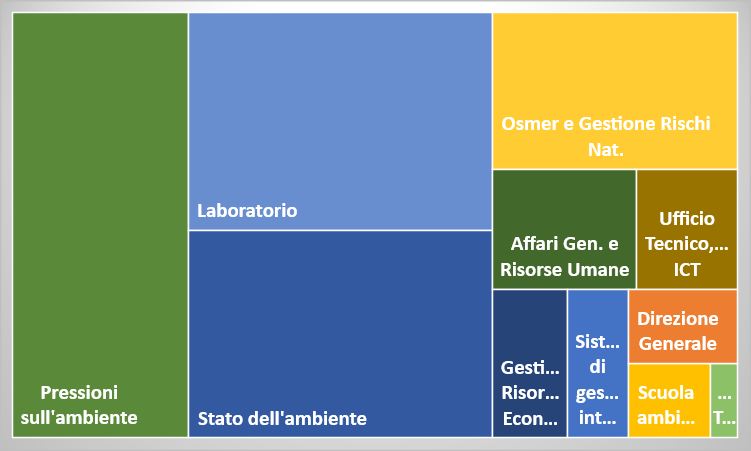 Pressioni
sull'ambiente
Laboratorio
Stato dell'ambiente
Osmer e Gestione Rischi
Nat.
Affari Gen. e
Risorse Umane
Ufficio
Tecnico,...
ICT
Gesti...
Risor...
Econ...
Sist...
di
ges...
int...
Direzione
Generale
Scuola
ambi...
...
T...